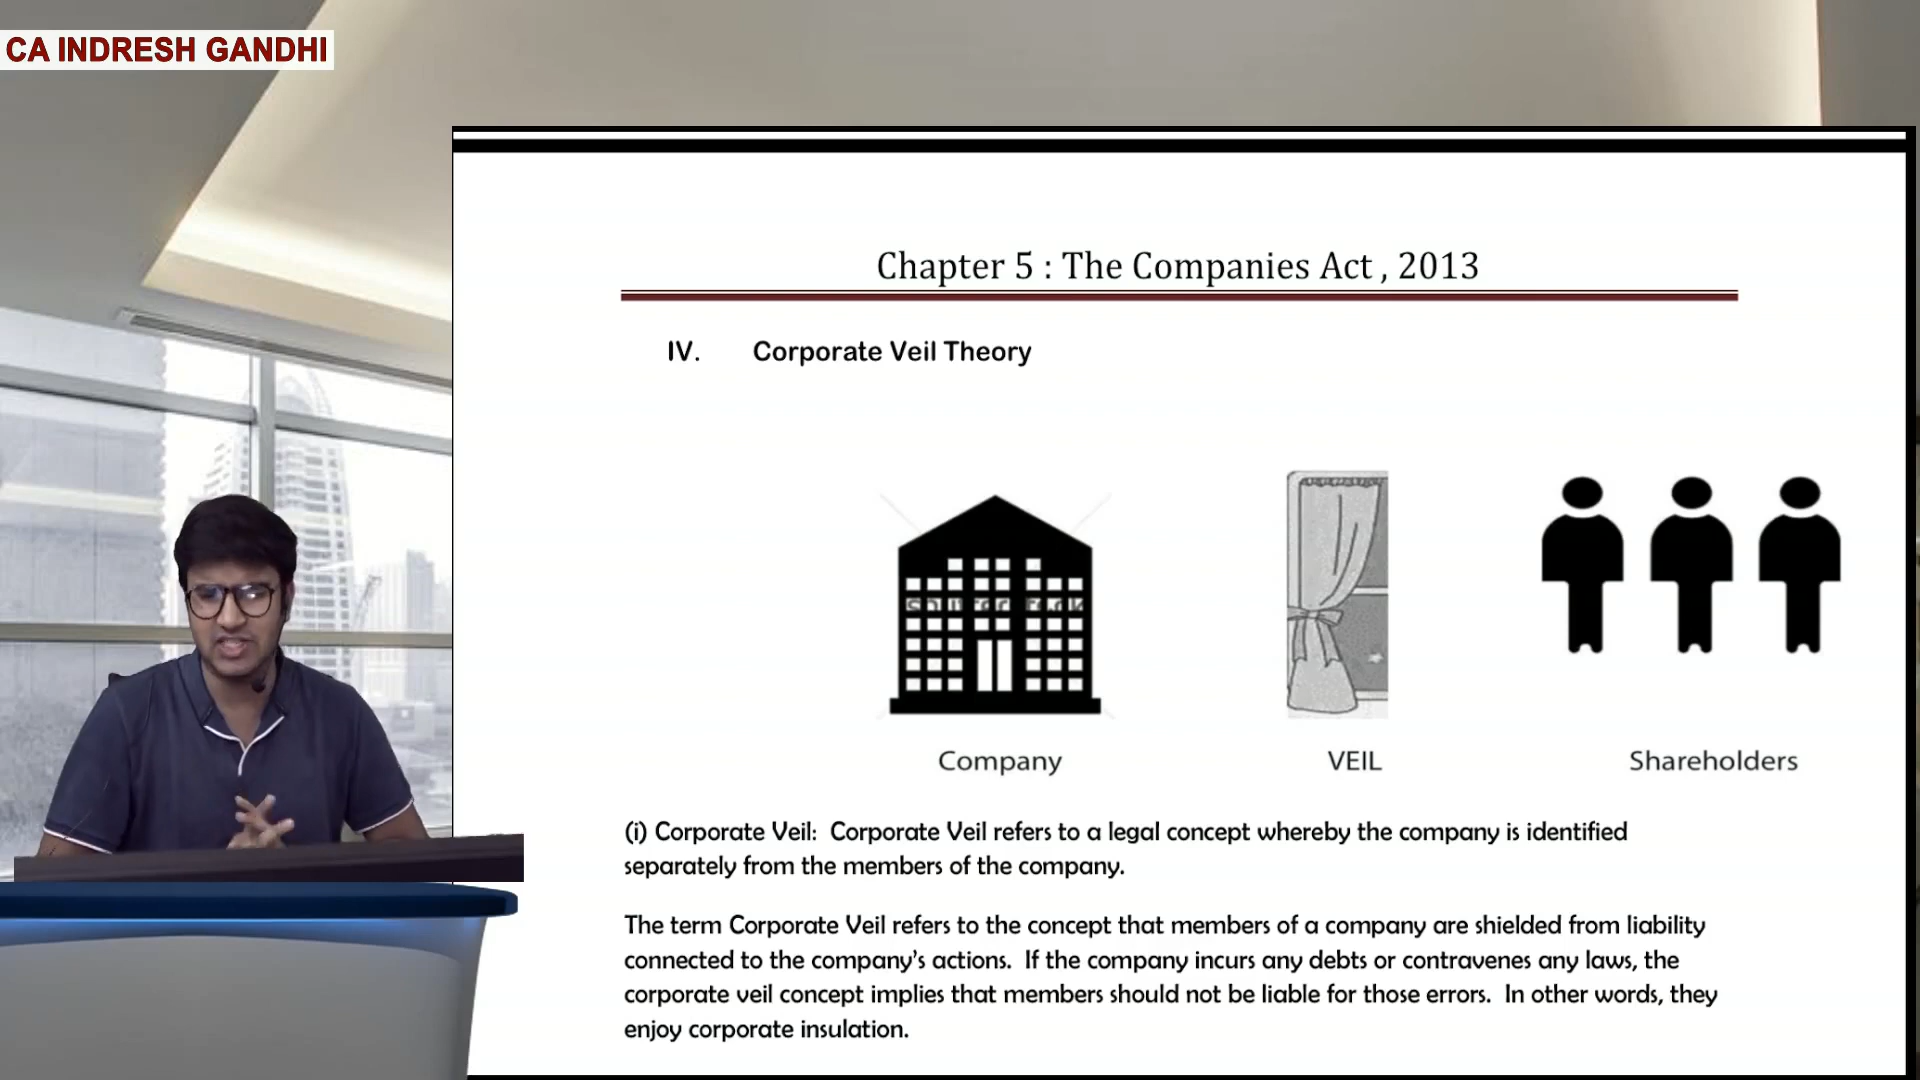 CA INDRESH GANDHI
Chapter 5 : The Companies Act , 2013
IV. Corporate Veil Theory
Company VEIL Shareholders
(i) Corporate Veil: Corporate Veil refers to a legal concept whereby the company is identified
separately from the members of the company.
The term Corporate Veil refers to the concept that members of a company are shielded from liability
connected to the company’s actions. If the company incurs any debts or contravenes any laws, the
corporate veil concept implies that members should not be liable for those errors. In other words, they
enjoy corporate insulation.